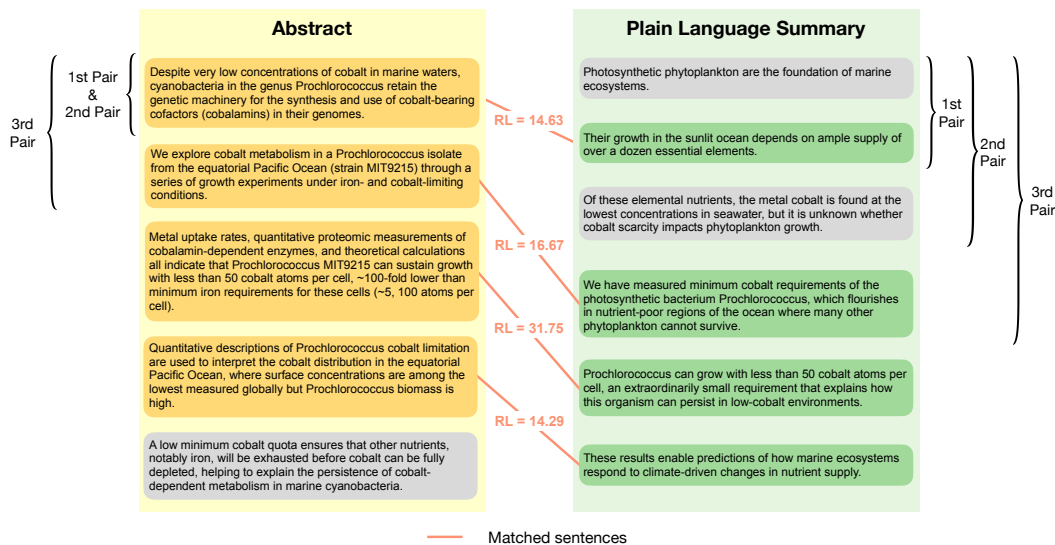 Abstract
Despite very low concentrations of cobalt in marine waters,
cyanobacteria in the genus Prochlorococcus retain the
genetic machinery for the synthesis and use of cobalt-bearing
cofactors (cobalamins) in their genomes.
We explore cobalt metabolism in a Prochlorococcus isolate
from the equatorial Pacific Ocean (strain MIT9215) through a
series of growth experiments under iron- and cobalt-limiting
conditions.
Metal uptake rates, quantitative proteomic measurements of
cobalamin-dependent enzymes, and theoretical calculations
all indicate that Prochlorococcus MIT9215 can sustain growth
with less than 50 cobalt atoms per cell, ~100-fold lower than
minimum iron requirements for these cells (~5, 100 atoms per
cell).
Quantitative descriptions of Prochlorococcus cobalt limitation
are used to interpret the cobalt distribution in the equatorial
Pacific Ocean, where surface concentrations are among the
lowest measured globally but Prochlorococcus biomass is
high.
A low minimum cobalt quota ensures that other nutrients,
notably iron, will be exhausted before cobalt can be fully
depleted, helping to explain the persistence of cobalt-
dependent metabolism in marine cyanobacteria.
1st Pair
&
2nd Pair
3rd
Pair
RL = 14.63
RL = 16.67
RL = 31.75
RL = 14.29
Plain Language Summary
Photosynthetic phytoplankton are the foundation of marine
ecosystems.
Their growth in the sunlit ocean depends on ample supply of
over a dozen essential elements.
Of these elemental nutrients, the metal cobalt is found at the
lowest concentrations in seawater, but it is unknown whether
cobalt scarcity impacts phytoplankton growth.
We have measured minimum cobalt requirements of the
photosynthetic bacterium Prochlorococcus, which flourishes
in nutrient-poor regions of the ocean where many other
phytoplankton cannot survive.
Prochlorococcus can grow with less than 50 cobalt atoms per
cell, an extraordinarily small requirement that explains how
this organism can persist in low-cobalt environments.
These results enable predictions of how marine ecosystems
respond to climate-driven changes in nutrient supply.
1st
Pair
2nd
Pair
3rd
Pair
Matched sentences